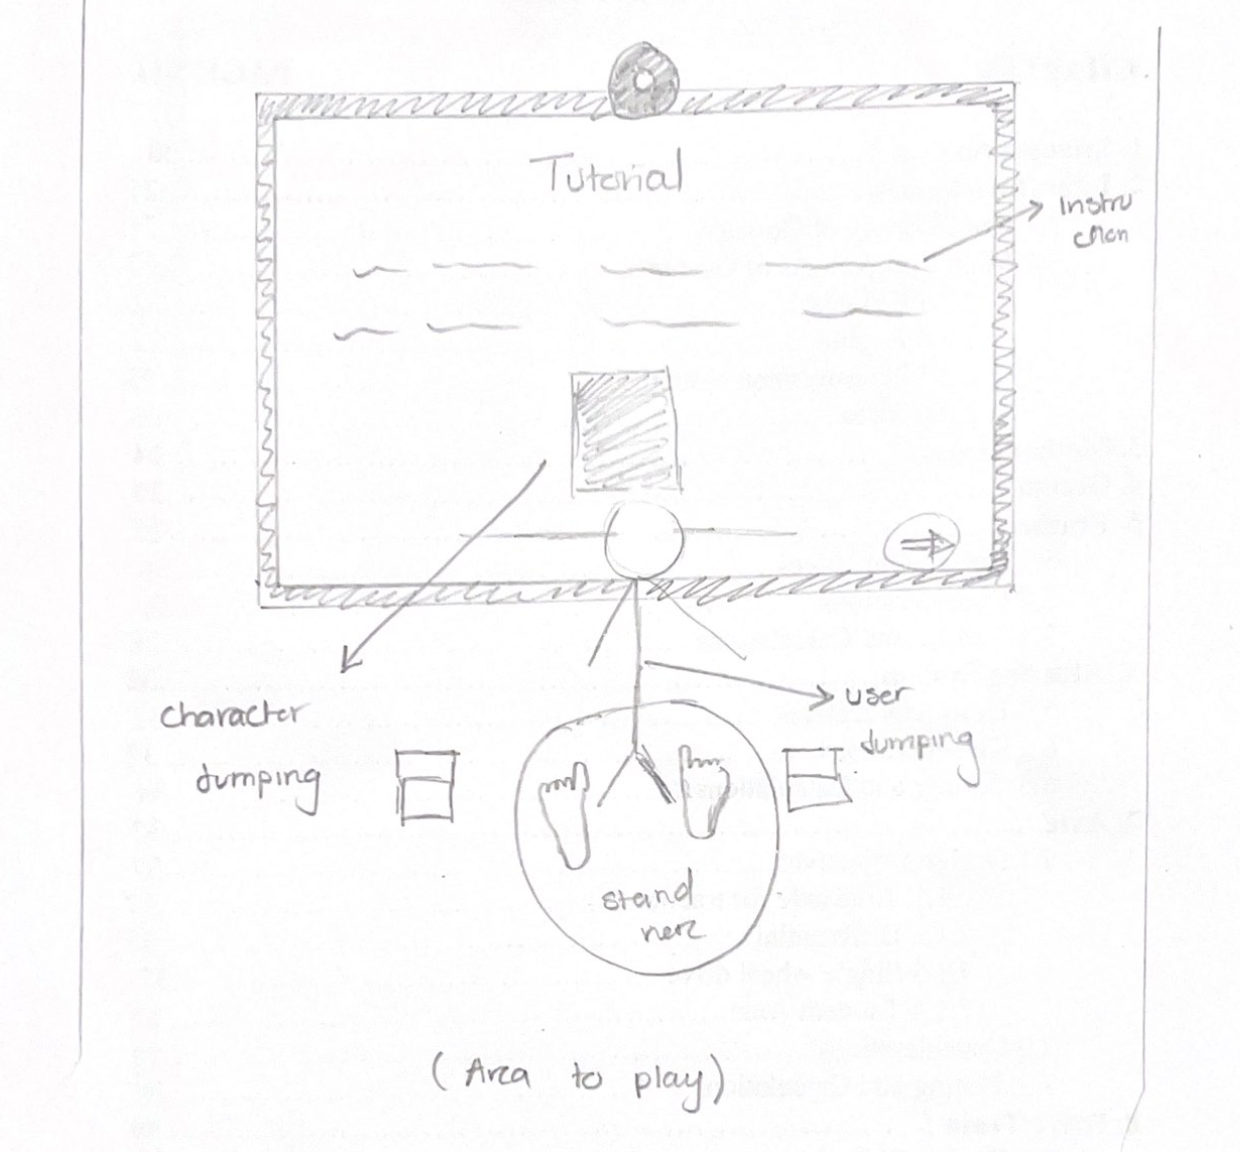 Tutorial
Instru
ction
character
jumping
user
jumping
stand
here
(Area to play)